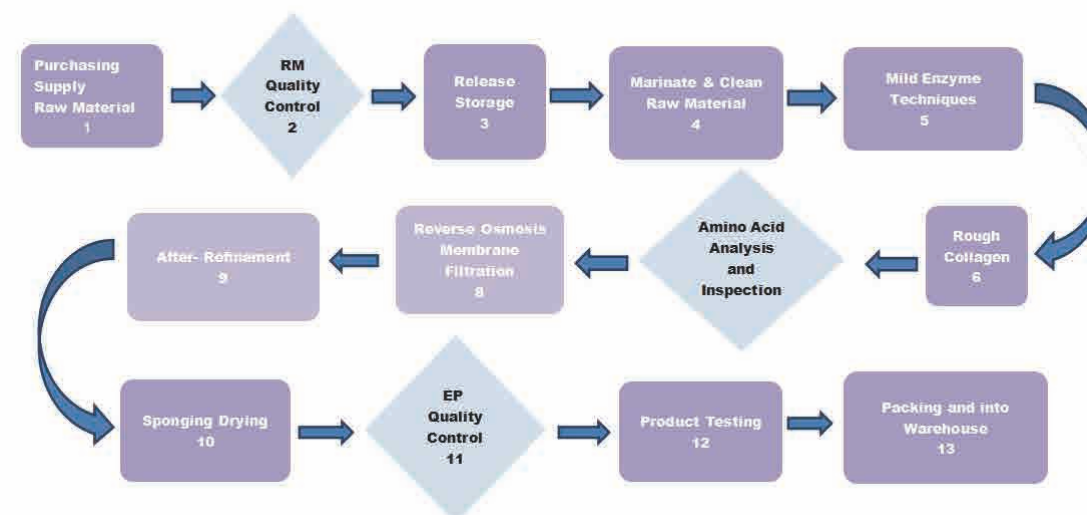 Purchasing
Supply
Raw Material
1
RM
Quality
Control
2
Release
Storage
3
Marinate & Clean
Raw Material
4
Mild Enzyme
Techniques
5
Rough
Collagen
6
Amino Acid
Analysis
and
Inspection
Reverse Osmosis
Membrane
Filtration
8
After- Refinement
9
Sponging Drying
10
EP
Quality
Control
11
Product Testing
12
Packing and into
Warehouse
13